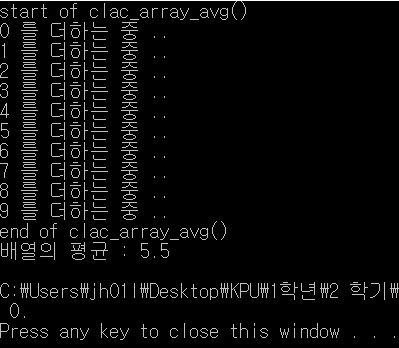 start of clac_array_avg()
0 를 더하는 중 ..
1 를 더하는 중 ..
2 를 더하는 중 ..
3 를 더하는 중 ..
4 를 더하는 중 ..
5 를 더하는 중 ..
6 를 더하는 중 ..
7 를 더하는 중 ..
8 를 더하는 중 ..
9 를 더하는 중 ..
end of clac_array_avg()
배열의 평균 : 5.5
C:₩Users₩jh01l₩Desktop₩KPU₩1학년₩2 학기₩
0.
Press any key to close this window . . .